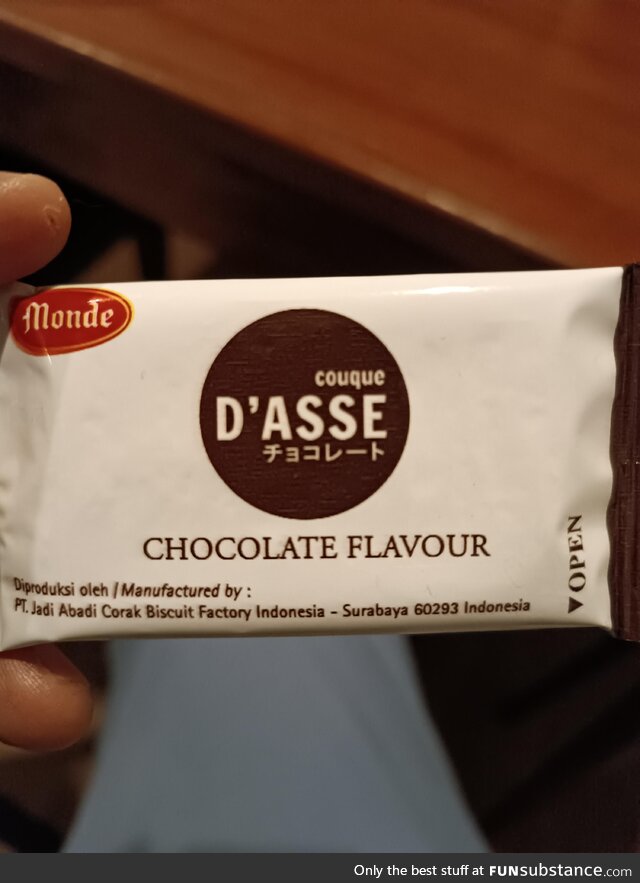 Monde
couque
D'ASSE
チョコレート
CHOCOLATE FLAVOUR
Diproduksi oleh / Manufactured by :
PT. Jadi Abadi Corak Biscuit Factory Indonesia – Surabaya 60293 Indonesia
▼OPEN
Only the best stuff at FUNsubstance.com